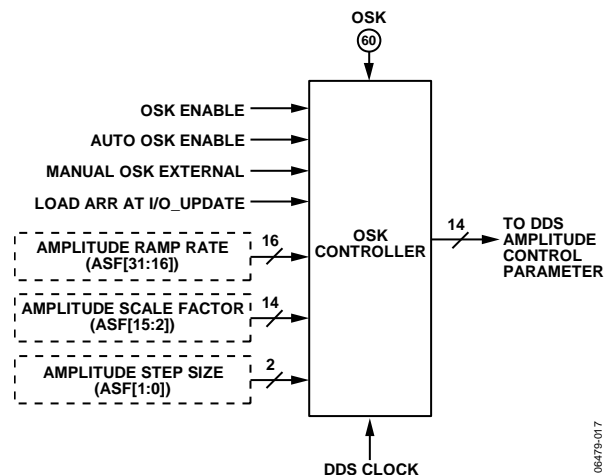 OSK
60
OSK ENABLE
AUTO OSK ENABLE
MANUAL OSK EXTERNAL
LOAD ARR AT I/O_UPDATE
AMPLITUDE RAMP RATE
(ASF[31:16])
16
AMPLITUDE SCALE FACTOR
(ASF[15:2])
14
AMPLITUDE STEP SIZE
(ASF[1:0])
2
OSK
CONTROLLER
14
TO DDS
AMPLITUDE
CONTROL
PARAMETER
DDS CLOCK
06479-017